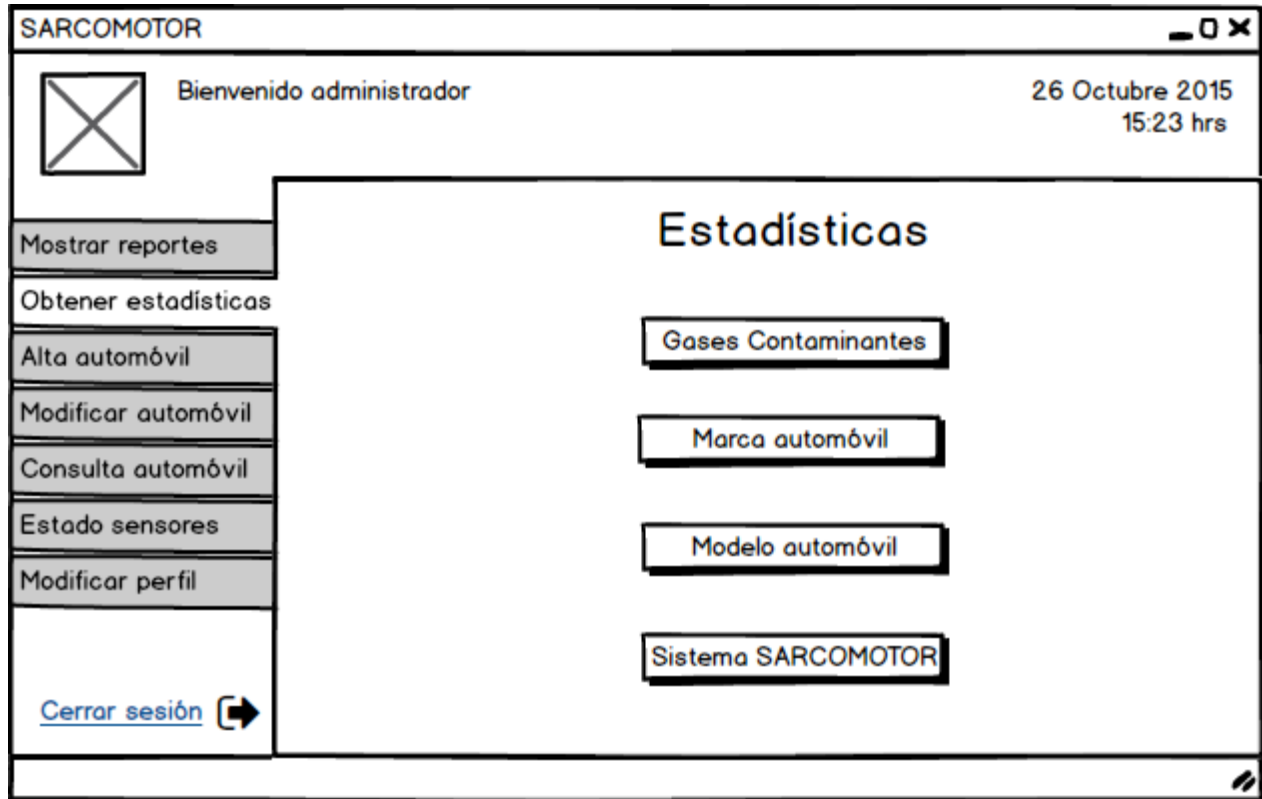 SARCOMOTOR
Bienvenido administrador
26 Octubre 2015
15:23 hrs
Mostrar reportes
Obtener estadísticas
Alta automóvil
Modificar automóvil
Consulta automóvil
Estado sensores
Modificar perfil
Cerrar sesión
Estadísticas
Gases Contaminantes
Marca automóvil
Modelo automóvil
Sistema SARCOMOTOR